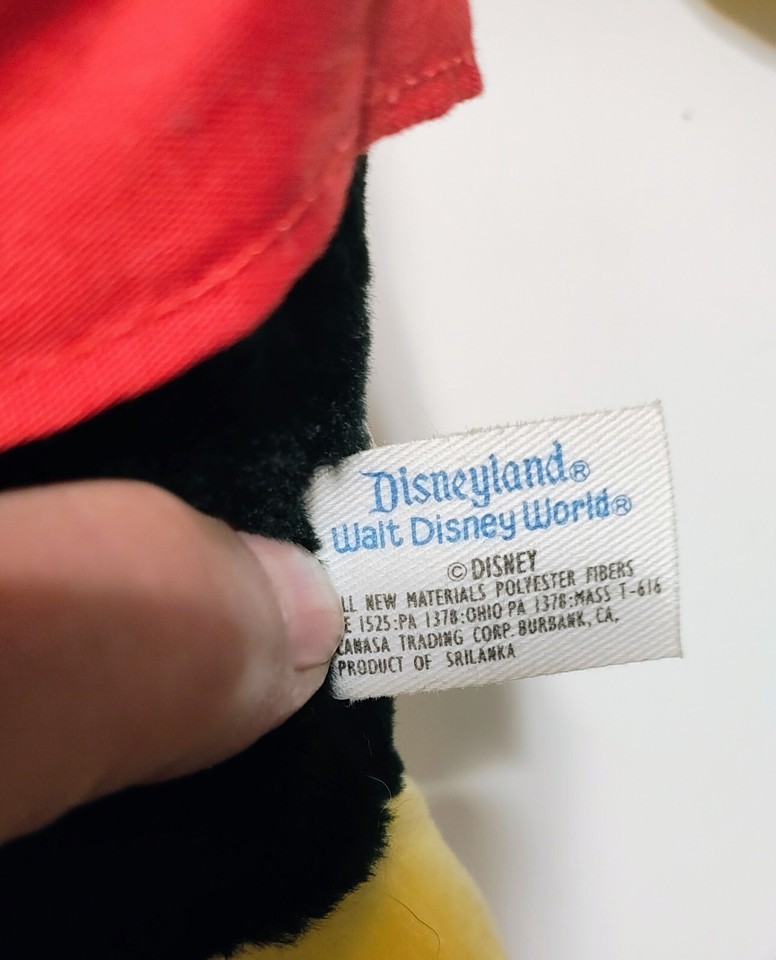 Disneyland®
Walt Disney World®
© DISNEY
LL NEW MATERIALS POLYESTER FIBERS
E 1525:PA 1378:OHIO PA 1378:MASS T-616
CANASA TRADING CORP. BURBANK, CA,
PRODUCT OF SRILANKA